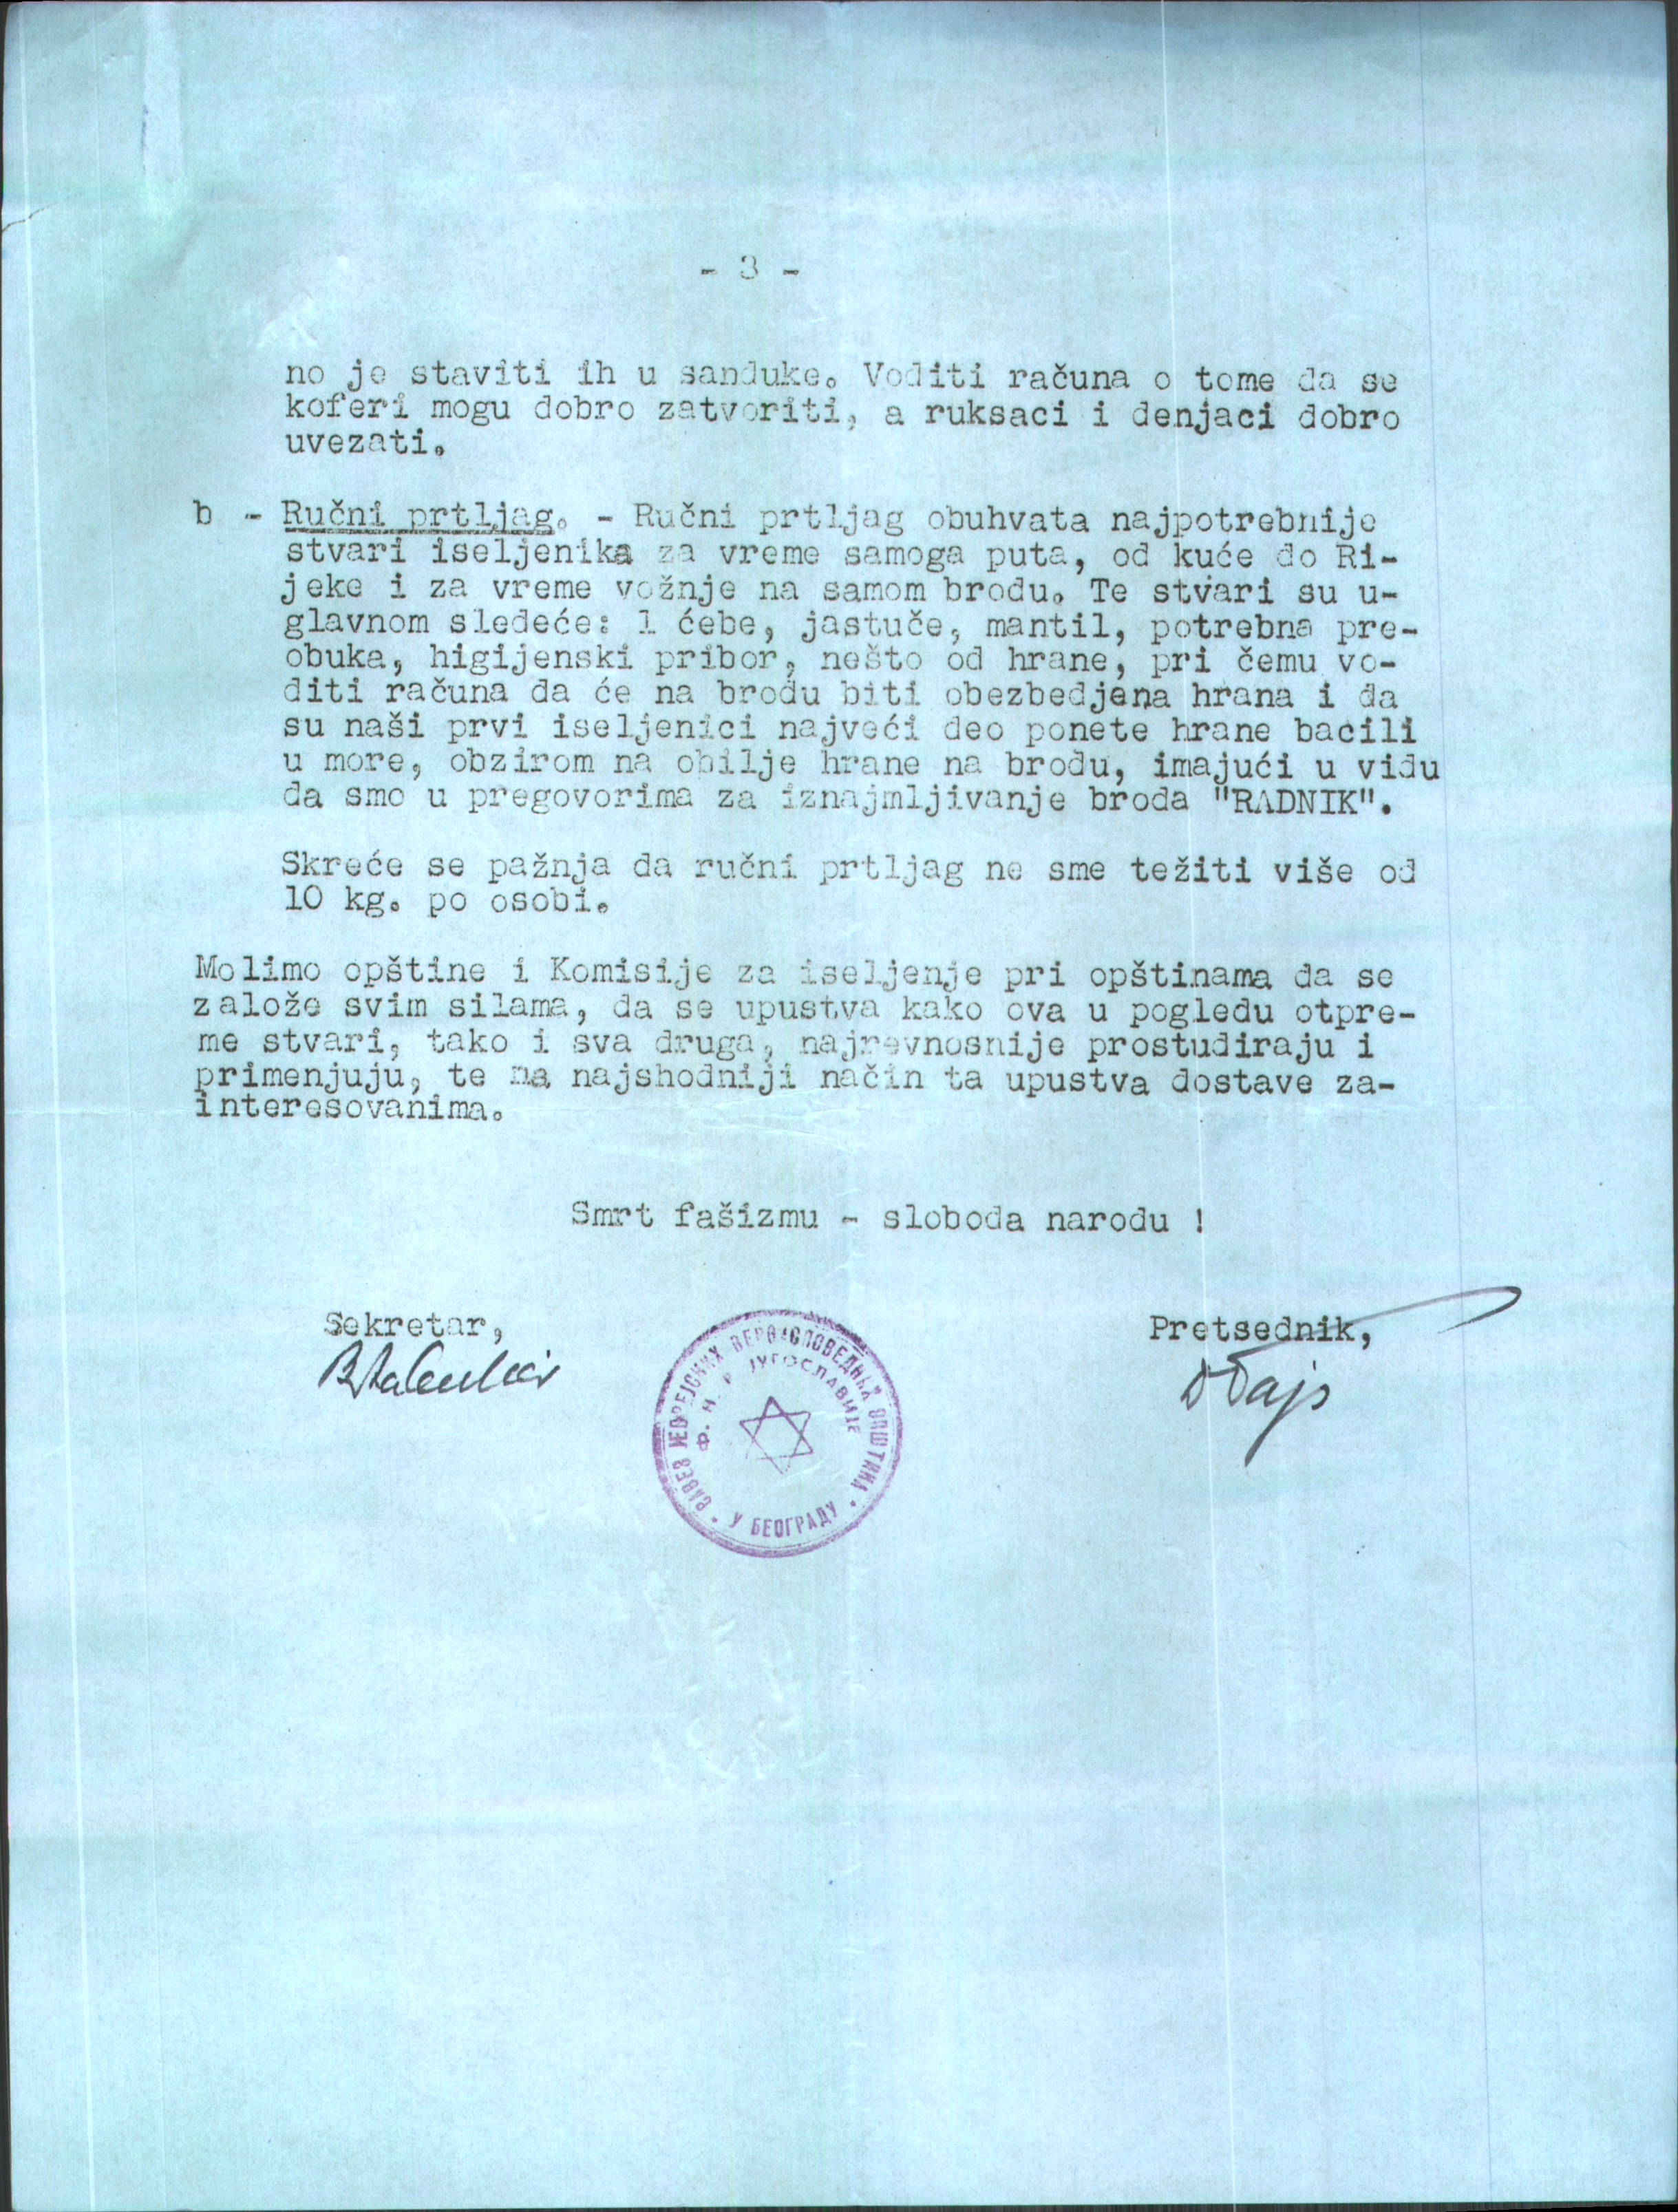 - 3 -
no je staviti ih u sanduke. Voditi računa o tome da se
koferi mogu dobro zatvoriti, a ruksaci i denjaci dobro
uvezati.
b - Ručni prtljag. - Ručni prtljag obuhvata najpotrebnije
stvari iseljenika za vreme samoga puta, od kuće do Ri-
jeke i za vreme vožnje na samom brodu. Te stvari su u-
glavnom sledeće: 1 ćebe, jastuče, mantil, potrebna pre-
obuka, higijenski pribor, nešto od hrane, pri čemu vo-
diti računa da će na brodu biti obezbedjena hrana i da
su naši prvi iseljenici najveći deo ponete hrane bacili
u more, obzirom na obilje hrane na brodu, imajući u vidu
da smo u pregovorima za iznajmljivanje broda "RADNIK".
Skreće se pažnja da ručni prtljag ne sme težiti više od
10 kg. po osobi.
Molimo opštine i Komisije za iseljenje pri opštinama da se
založe svim silama, da se upustva kako ova u pogledu otpre-
me stvari, tako i sva druga, najrevnosnije prostudiraju i
primenjuju, te na najshodniji način ta upustva dostave za-
interesovanima.
Smrt fašizmu - sloboda narodu !
Sekretar,
Pretsednik,
САВЕЗ ЈЕВРЕЈСКИХ ВЕРОИСПОВЕДНИХ ОПШТИНА
Ф. Н. Р. ЈУГОСЛАВИЈЕ
• У БЕОГРАДУ •